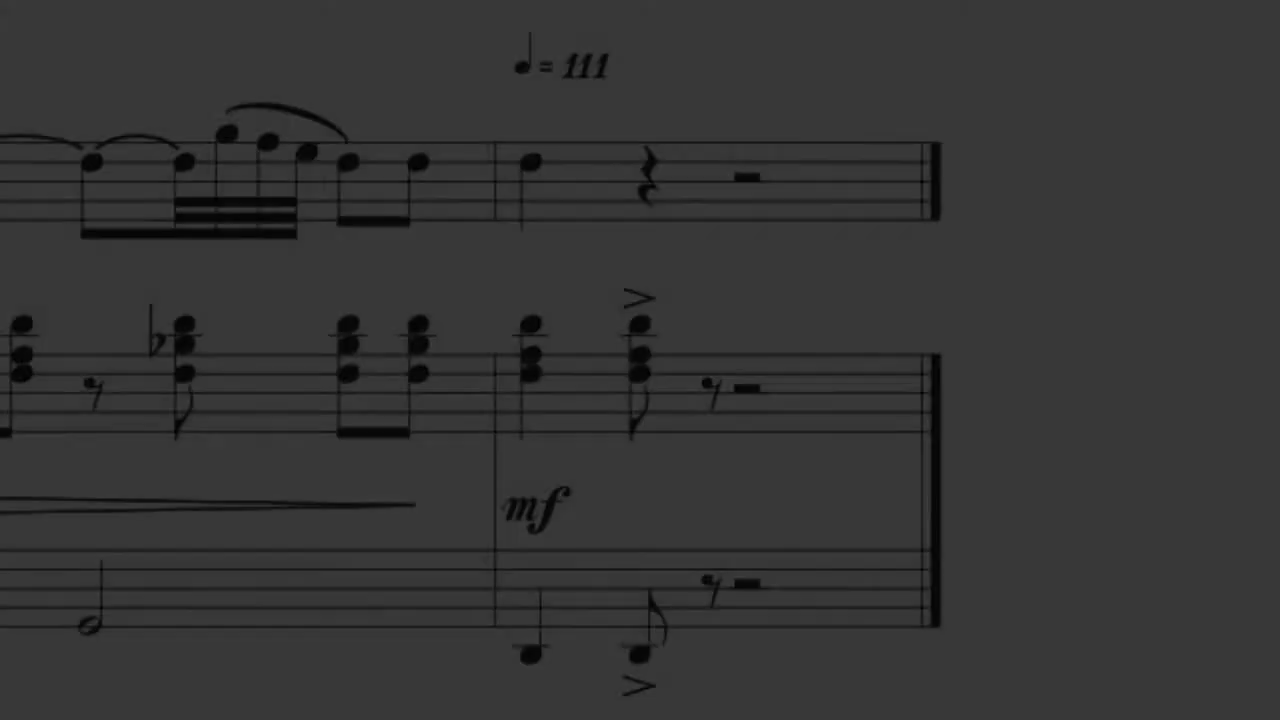 ♩ = 111
mf